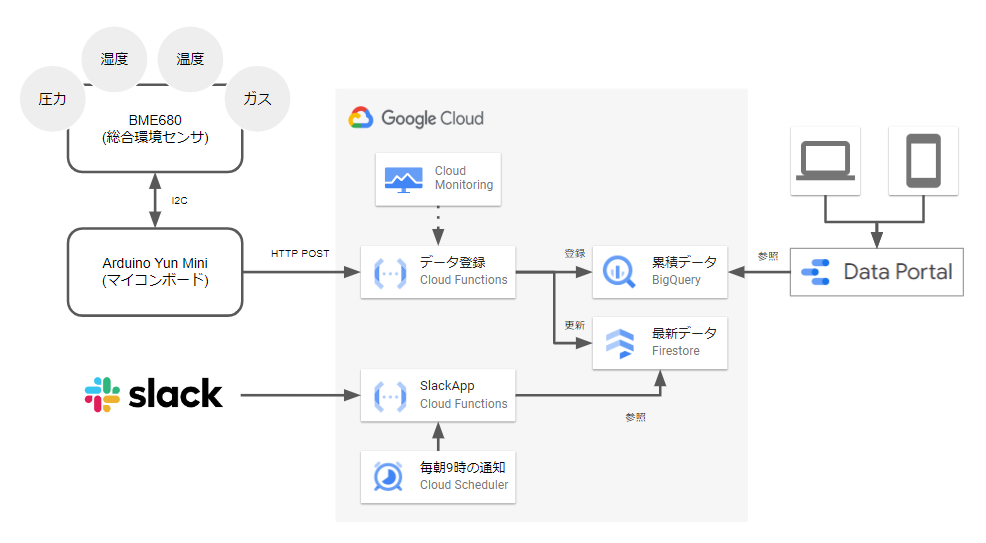 湿度
温度
圧力
ガス
BME680
(総合環境センサ)
I2C
Arduino Yun Mini
(マイコンボード)
HTTP POST
slack
Google Cloud
Cloud
Monitoring
データ登録
Cloud Functions
登録
累積データ
BigQuery
更新
最新データ
Firestore
SlackApp
Cloud Functions
参照
毎朝9時の通知
Cloud Scheduler
参照
Data Portal